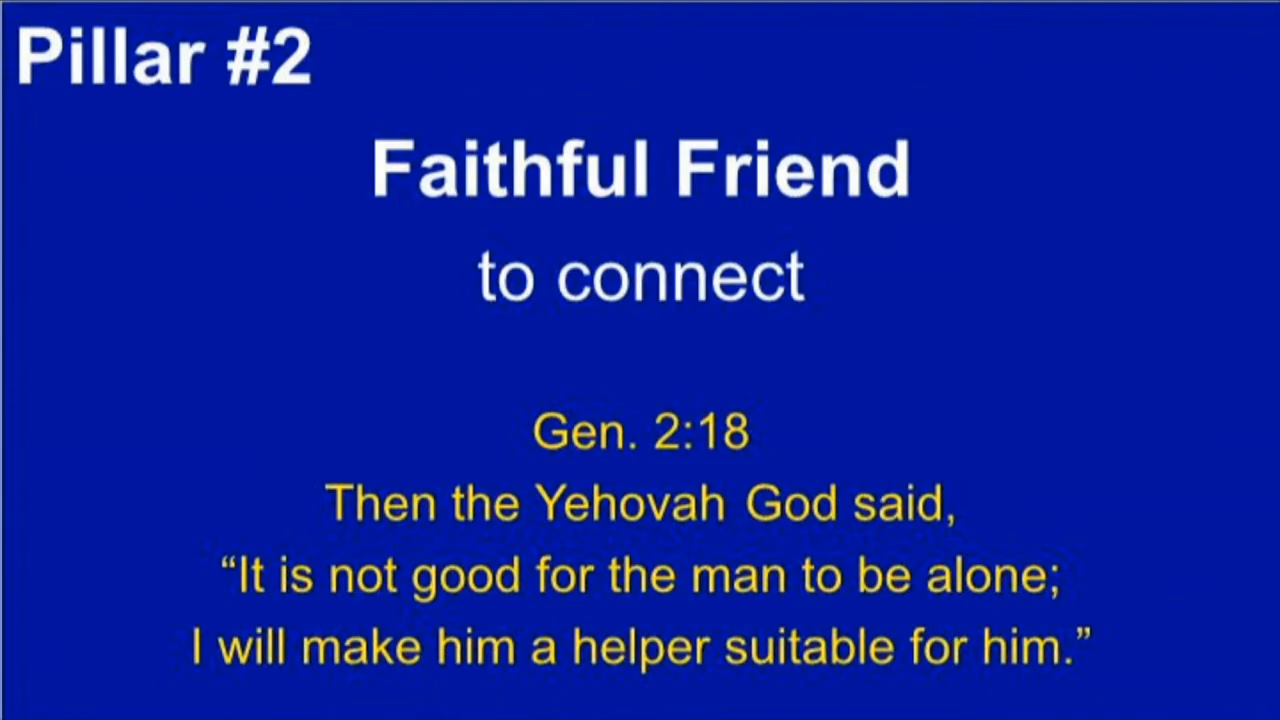 Pillar #2
Faithful Friend
to connect
Gen. 2:18
Then the Yehovah God said,
“It is not good for the man to be alone;
I will make him a helper suitable for him.”